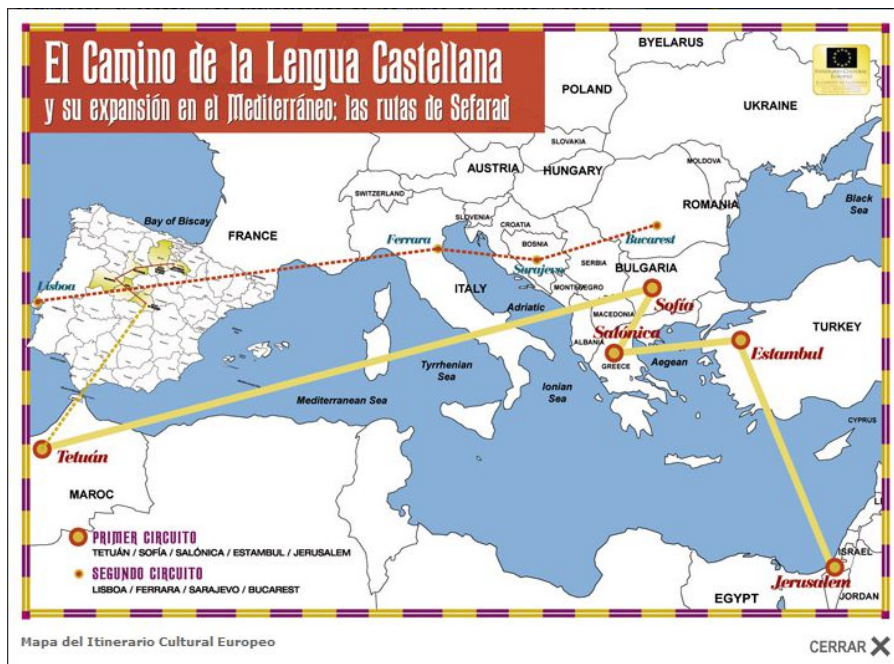 El Camino de la Lengua Castellana
y su expansión en el Mediterráneo: las rutas de Sefarad
BYELARUS
POLAND
UKRAINE
SLOVAKIA
AUSTRIA
HUNGARY
MOLDOVA
SWITZERLAND
ROMANIA
Black
Sea
SLOVENIA
CROATIA
Bay of Biscay
FRANCE
Ferrara
BOSNIA
Bucarest
SERBIA
Sarajevo
BULGARIA
Lisboa
ITALY
MONTENEGRO
Adriatic
Sofía
MACEDONIA
TURKEY
Salónica
ALBANIA
Estambul
GREECE
Aegean
Tyrrhenian
Sea
Ionian
Sea
Mediterranean Sea
CYPRUS
Tetuán
MAROC
PRIMER CIRCUITO
TETUÁN / SOFÍA / SALÓNICA / ESTAMBUL / JERUSALEM
SEGUNDO CIRCUITO
LISBOA / FERRARA / SARAJEVO / BUCAREST
ISRAEL
Jerusalem
EGYPT
JORDAN
Mapa del Itinerario Cultural Europeo
CERRAR